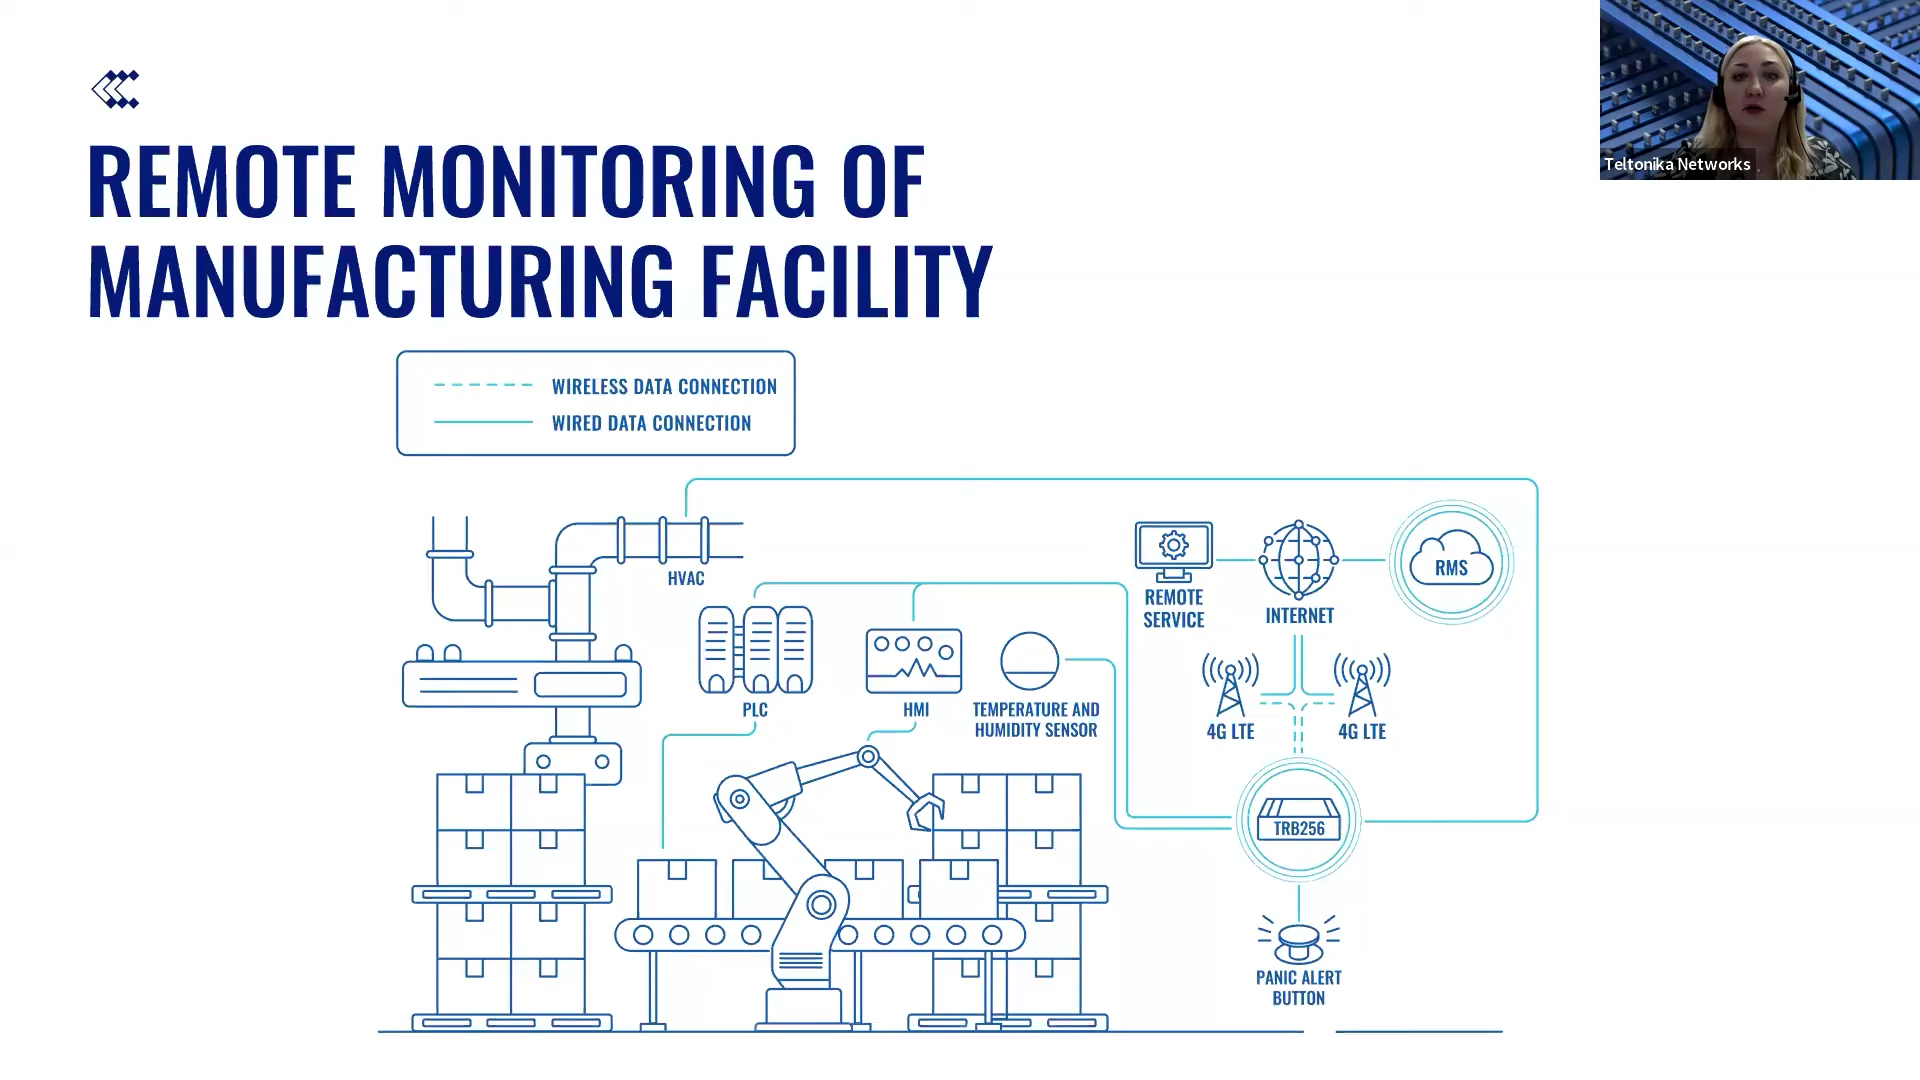 Teltonika Networks
REMOTE MONITORING OF
MANUFACTURING FACILITY
WIRELESS DATA CONNECTION
WIRED DATA CONNECTION
HVAC
PLC
HMI
TEMPERATURE AND
HUMIDITY SENSOR
REMOTE
SERVICE
INTERNET
RMS
4G LTE
4G LTE
TRB256
PANIC ALERT
BUTTON